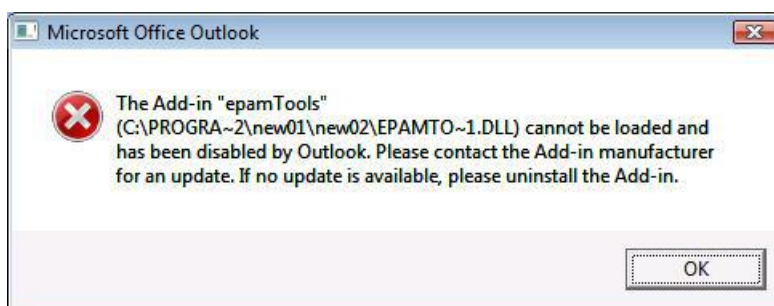 Microsoft Office Outlook
The Add-in "epamTools"
(C:\PROGRA~2\new01\new02\EPAMTO~1.DLL) cannot be loaded and
has been disabled by Outlook. Please contact the Add-in manufacturer
for an update. If no update is available, please uninstall the Add-in.
OK